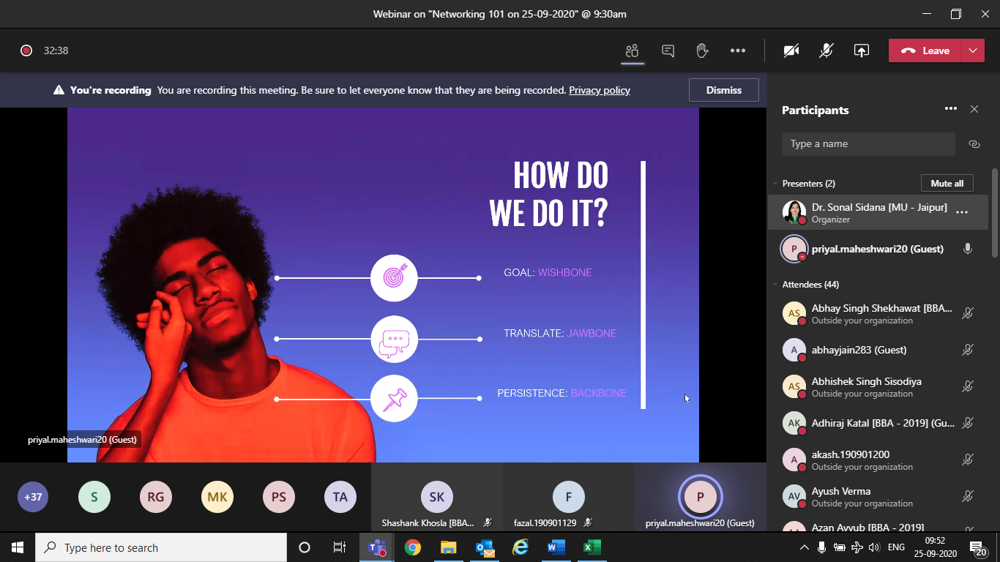 Webinar on "Networking 101 on 25-09-2020" @ 9:30am
32:38
Leave
You're recording You are recording this meeting. Be sure to let everyone know that they are being recorded. Privacy policy
Dismiss
HOW DO
WE DO IT?
GOAL: WISHBONE
TRANSLATE: JAWBONE
PERSISTENCE: BACKBONE
priyal.maheshwari20 (Guest)
Participants
Type a name
Presenters (2)
Mute all
Dr. Sonal Sidana [MU - Jaipur]
Organizer
P
priyal.maheshwari20 (Guest)
Attendees (44)
AS
Abhay Singh Shekhawat [BBA...
Outside your organization
A
abhayjain283 (Guest)
AS
Abhishek Singh Sisodiya
Outside your organization
AK
Adhiraj Katal [BBA - 2019] (Gu...
A
akash.190901200
Outside your organization
AV
Ayush Verma
Outside your organization
Azan Ayyub [BBA - 2019]
+37
S
RG
MK
PS
TA
SK
Shashank Khosla [BBA...
F
fazal.190901129
P
priyal.maheshwari20 (Guest)
Type here to search
ENG
09:52
25-09-2020
20